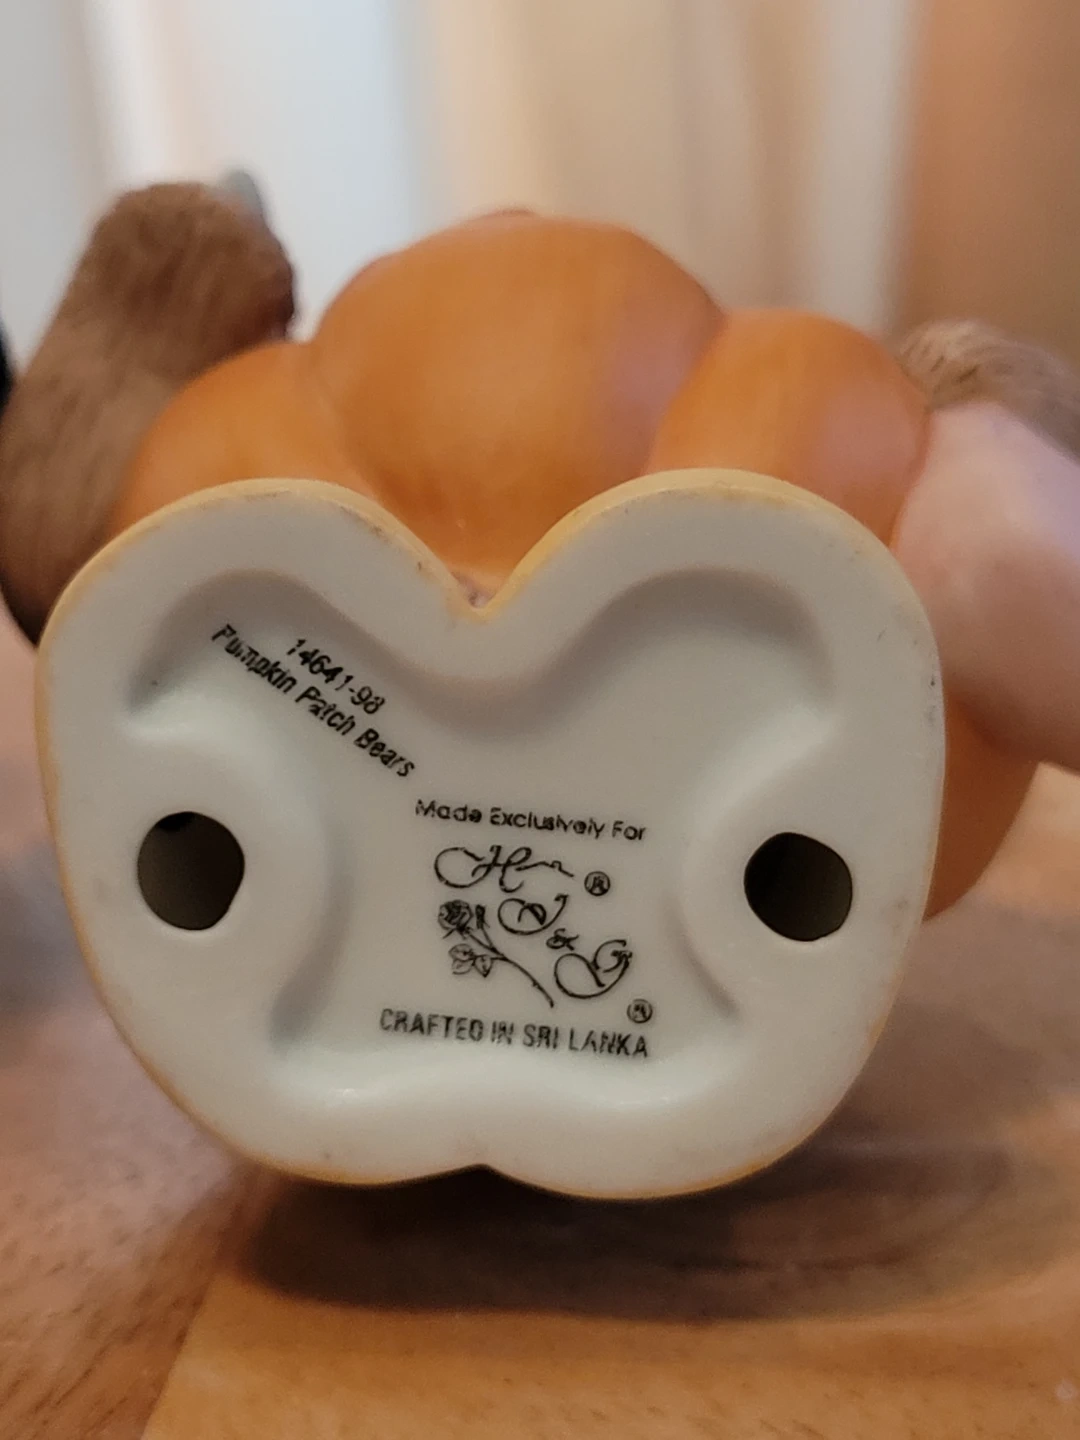 14641-98
Pumpkin Patch Bears
Made Exclusively For
H®
J & G
®
CRAFTED IN SRI LANKA